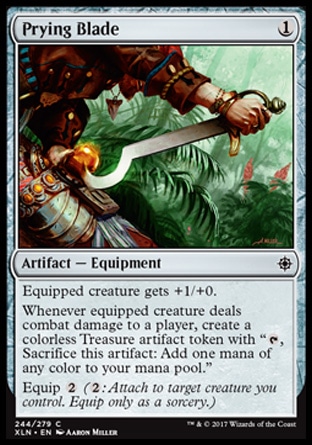 Prying Blade 1
Artifact — Equipment
Equipped creature gets +1/+0.
Whenever equipped creature deals
combat damage to a player, create a
colorless Treasure artifact token with “,
Sacrifice this artifact: Add one mana of
any color to your mana pool.”
Equip 2 (2: Attach to target creature you
control. Equip only as a sorcery.)
244/279 C
XLN • EN Aaron Miller
™ & © 2017 Wizards of the Coast